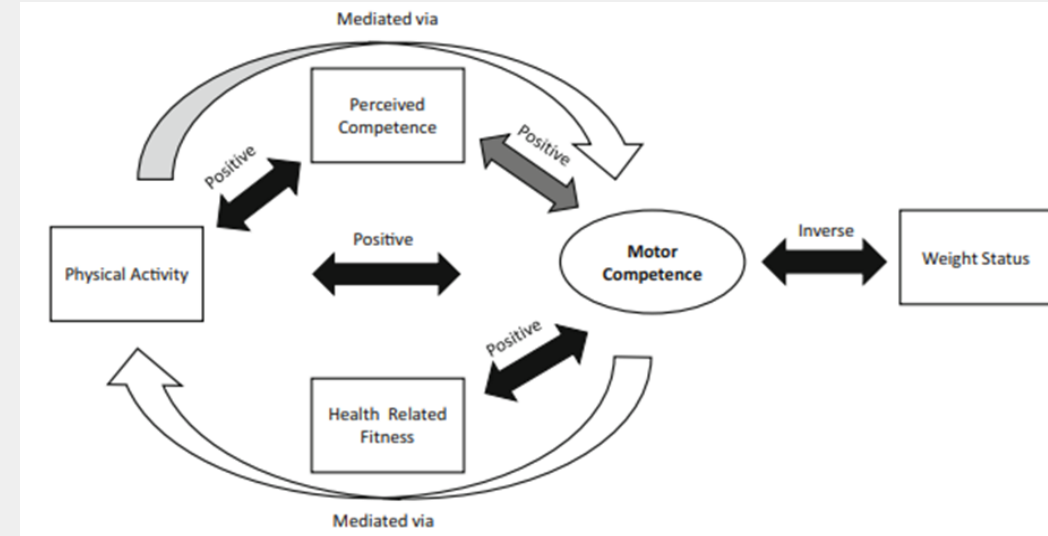 Mediated via
Perceived
Competence
Positive
Positive
Physical Activity
Positive
Motor
Competence
Inverse
Weight Status
Positive
Health Related
Fitness
Mediated via